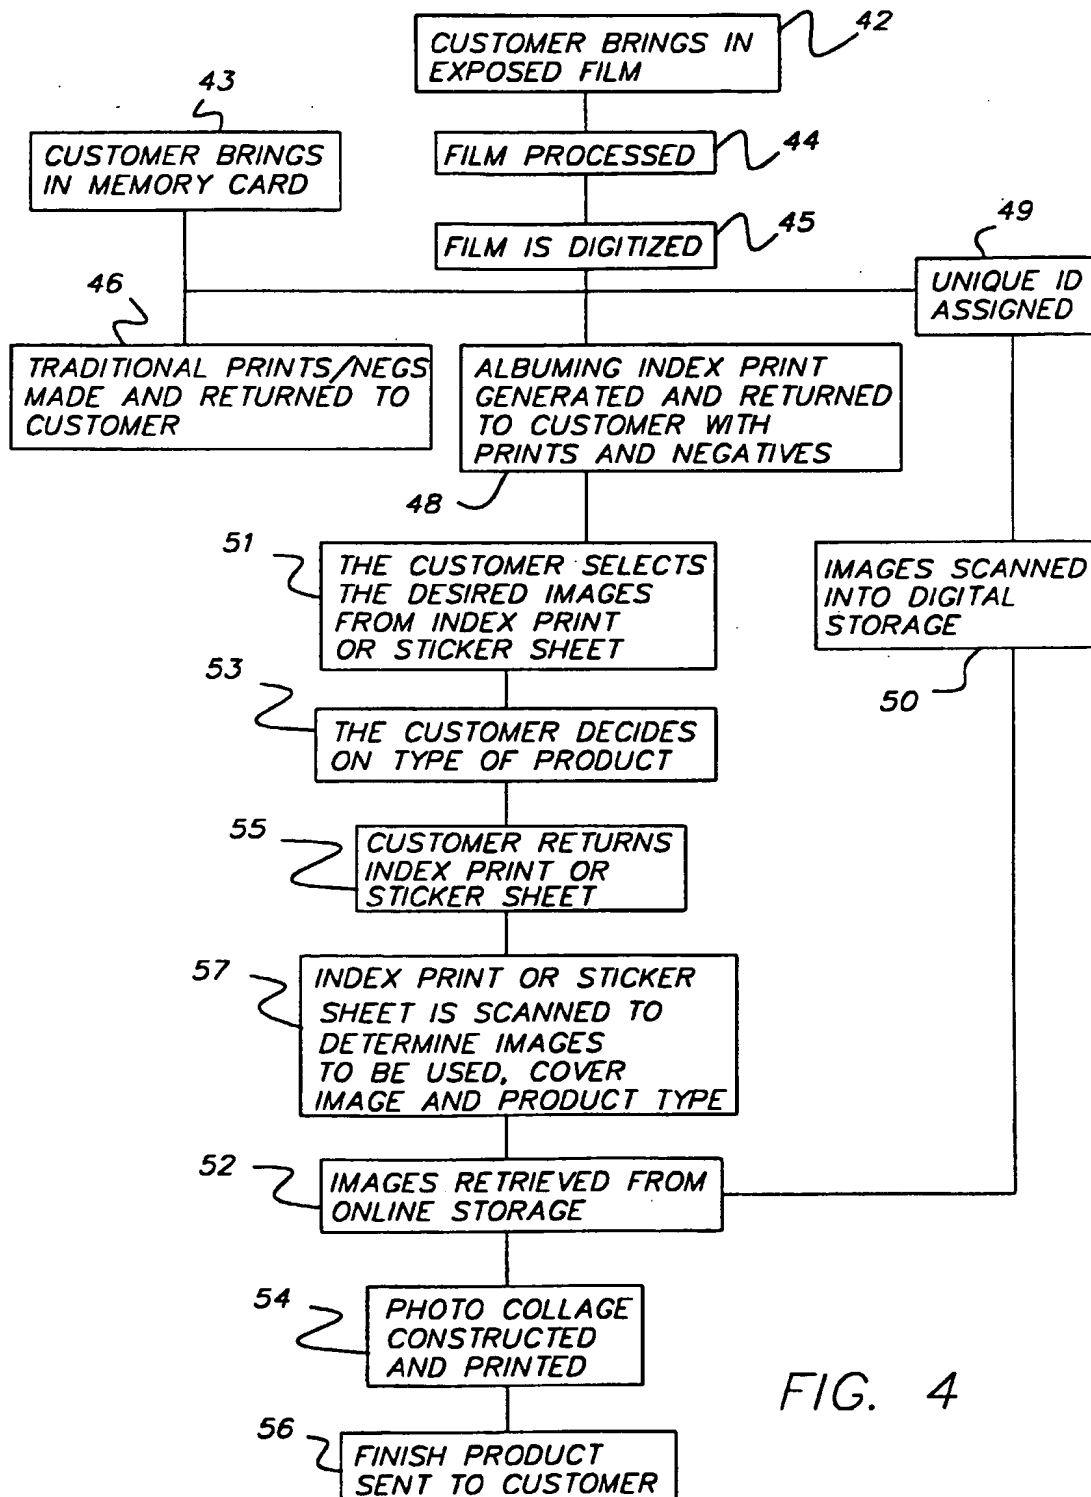 42
CUSTOMER BRINGS IN
EXPOSED FILM
43
CUSTOMER BRINGS
IN MEMORY CARD
FILM PROCESSED
44
FILM IS DIGITIZED
45
49
UNIQUE ID
ASSIGNED
46
TRADITIONAL PRINTS/NEGS
MADE AND RETURNED TO
CUSTOMER
ALBUMING INDEX PRINT
GENERATED AND RETURNED
TO CUSTOMER WITH
PRINTS AND NEGATIVES
48
51
THE CUSTOMER SELECTS
THE DESIRED IMAGES
FROM INDEX PRINT
OR STICKER SHEET
IMAGES SCANNED
INTO DIGITAL
STORAGE
50
53
THE CUSTOMER DECIDES
ON TYPE OF PRODUCT
55
CUSTOMER RETURNS
INDEX PRINT OR
STICKER SHEET
57
INDEX PRINT OR STICKER
SHEET IS SCANNED TO
DETERMINE IMAGES
TO BE USED, COVER
IMAGE AND PRODUCT TYPE
52
IMAGES RETRIEVED FROM
ONLINE STORAGE
54
PHOTO COLLAGE
CONSTRUCTED
AND PRINTED
56
FINISH PRODUCT
SENT TO CUSTOMER
FIG. 4